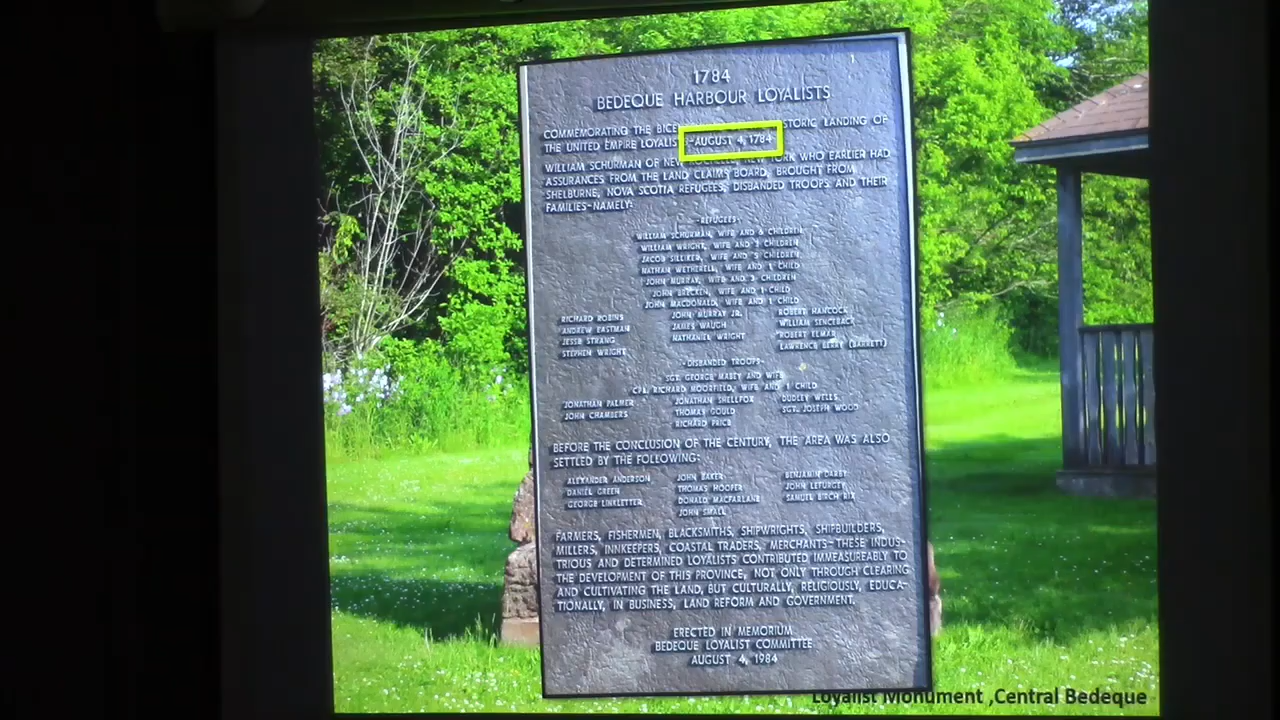 1784
BEDEQUE HARBOUR LOYALISTS
COMMEMORATING THE BICE STORIC LANDING OF
THE UNITED EMPIRE LOYALIS -AUGUST 4, 1784
WILLIAM SCHURMAN OF NEW ROCHELLE, NEW YORK WHO EARLIER HAD
ASSURANCES FROM THE LAND CLAIMS BOARD, BROUGHT FROM
SHELBURNE, NOVA SCOTIA REFUGEES, DISBANDED TROOPS AND THEIR
FAMILIES-NAMELY:
-REFUGEES-
WILLIAM SCHURMAN, WIFE AND 6 CHILDREN
WILLIAM WRIGHT, WIFE AND CHILDREN
JACOB SILLIKER, WIFE AND 5 CHILDREN
NATHAN WETHERELL, WIFE AND 1 CHILD
JOHN MURRAY, WIFE AND 3 CHILDREN
JOHN BRECKEN, WIFE AND 1 CHILD
JOHN MACDONALD, WIFE AND 1 CHILD
RICHARD ROBINS JOHN MURRAY JR. ROBERT HANCOCK
ANDREW EASTMAN JAMES WAUGH WILLIAM SENCEBACK
JESSE STRANG NATHANIEL WRIGHT ROBERT ELMAR
STEPHEN WRIGHT LAWRENCE BERRY (BARRETT)
-DISBANDED TROOPS-
SGT. GEORGE MABEY AND WIFE
CPL. RICHARD MOORFIELD, WIFE AND 1 CHILD
JONATHAN PALMER JONATHAN SHELLFOX DUDLEY WELLS
JOHN CHAMBERS THOMAS GOULD SGT. JOSEPH WOOD
RICHARD PRICE
BEFORE THE CONCLUSION OF THE CENTURY, THE AREA WAS ALSO
SETTLED BY THE FOLLOWING:
ALEXANDER ANDERSON JOHN BAKER BENJAMIN DARBY
DANIEL GREEN THOMAS HOOPER JOHN LEFURGEY
GEORGE LINKLETTER DONALD MACFARLANE SAMUEL BIRCH RIX
JOHN SMALL
FARMERS, FISHERMEN, BLACKSMITHS, SHIPWRIGHTS, SHIPBUILDERS,
MILLERS, INNKEEPERS, COASTAL TRADERS, MERCHANTS-THESE INDUS-
TRIOUS AND DETERMINED LOYALISTS CONTRIBUTED IMMEASUREABLY TO
THE DEVELOPMENT OF THIS PROVINCE, NOT ONLY THROUGH CLEARING
AND CULTIVATING THE LAND, BUT CULTURALLY, RELIGIOUSLY, EDUCA-
TIONALLY, IN BUSINESS, LAND REFORM AND GOVERNMENT.
ERECTED IN MEMORIUM
BEDEQUE LOYALIST COMMITTEE
AUGUST 4, 1984
Loyalist Monument ,Central Bedeque